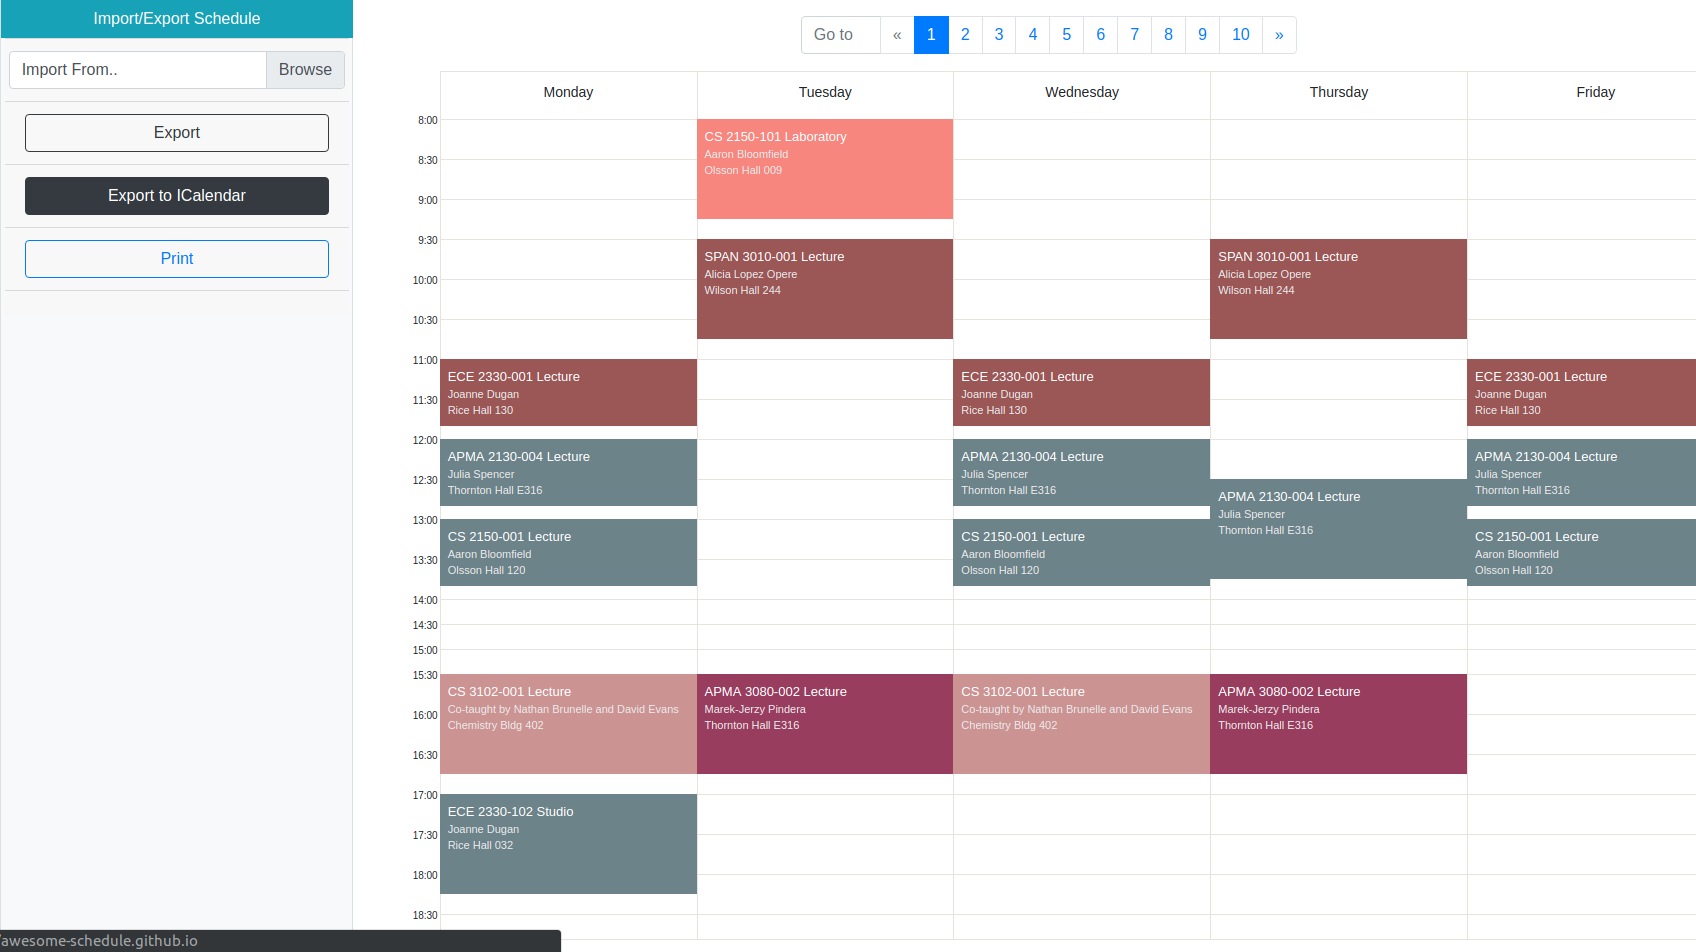 Import/Export Schedule
Import From..
Browse
Export
Export to ICalendar
Print
Go to « 1 2 3 4 5 6 7 8 9 10 »
Monday Tuesday Wednesday Thursday Friday
8:00
CS 2150-101 Laboratory
Aaron Bloomfield
Olsson Hall 009
8:30
9:00
9:30
SPAN 3010-001 Lecture
Alicia Lopez Opere
Wilson Hall 244
SPAN 3010-001 Lecture
Alicia Lopez Opere
Wilson Hall 244
10:00
10:30
11:00
ECE 2330-001 Lecture
Joanne Dugan
Rice Hall 130
ECE 2330-001 Lecture
Joanne Dugan
Rice Hall 130
ECE 2330-001 Lecture
Joanne Dugan
Rice Hall 130
11:30
12:00
APMA 2130-004 Lecture
Julia Spencer
Thornton Hall E316
APMA 2130-004 Lecture
Julia Spencer
Thornton Hall E316
APMA 2130-004 Lecture
Julia Spencer
Thornton Hall E316
12:30
APMA 2130-004 Lecture
Julia Spencer
Thornton Hall E316
13:00
CS 2150-001 Lecture
Aaron Bloomfield
Olsson Hall 120
CS 2150-001 Lecture
Aaron Bloomfield
Olsson Hall 120
CS 2150-001 Lecture
Aaron Bloomfield
Olsson Hall 120
13:30
14:00
14:30
15:00
15:30
CS 3102-001 Lecture
Co-taught by Nathan Brunelle and David Evans
Chemistry Bldg 402
APMA 3080-002 Lecture
Marek-Jerzy Pindera
Thornton Hall E316
CS 3102-001 Lecture
Co-taught by Nathan Brunelle and David Evans
Chemistry Bldg 402
APMA 3080-002 Lecture
Marek-Jerzy Pindera
Thornton Hall E316
16:00
16:30
17:00
ECE 2330-102 Studio
Joanne Dugan
Rice Hall 032
17:30
18:00
18:30
/awesome-schedule.github.io